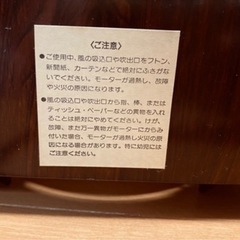 〈ご注意〉
●ご使用中、風の吸込口や吹出口をフトン、
新聞紙、カーテンなどで絶対にふさがな
いでください。モーターが過熱し、故障
や火災の原因になります。
●風の吸込口や吹出口から指、棒、または
ティッシュ・ペーパーなどの異物を入れ
ることは絶対にやめてください。けが、
故障、また万一異物がモーターにからみ
付いた場合、モーターが過熱し火災の原
因になります。特に幼児には
ご注意ください。